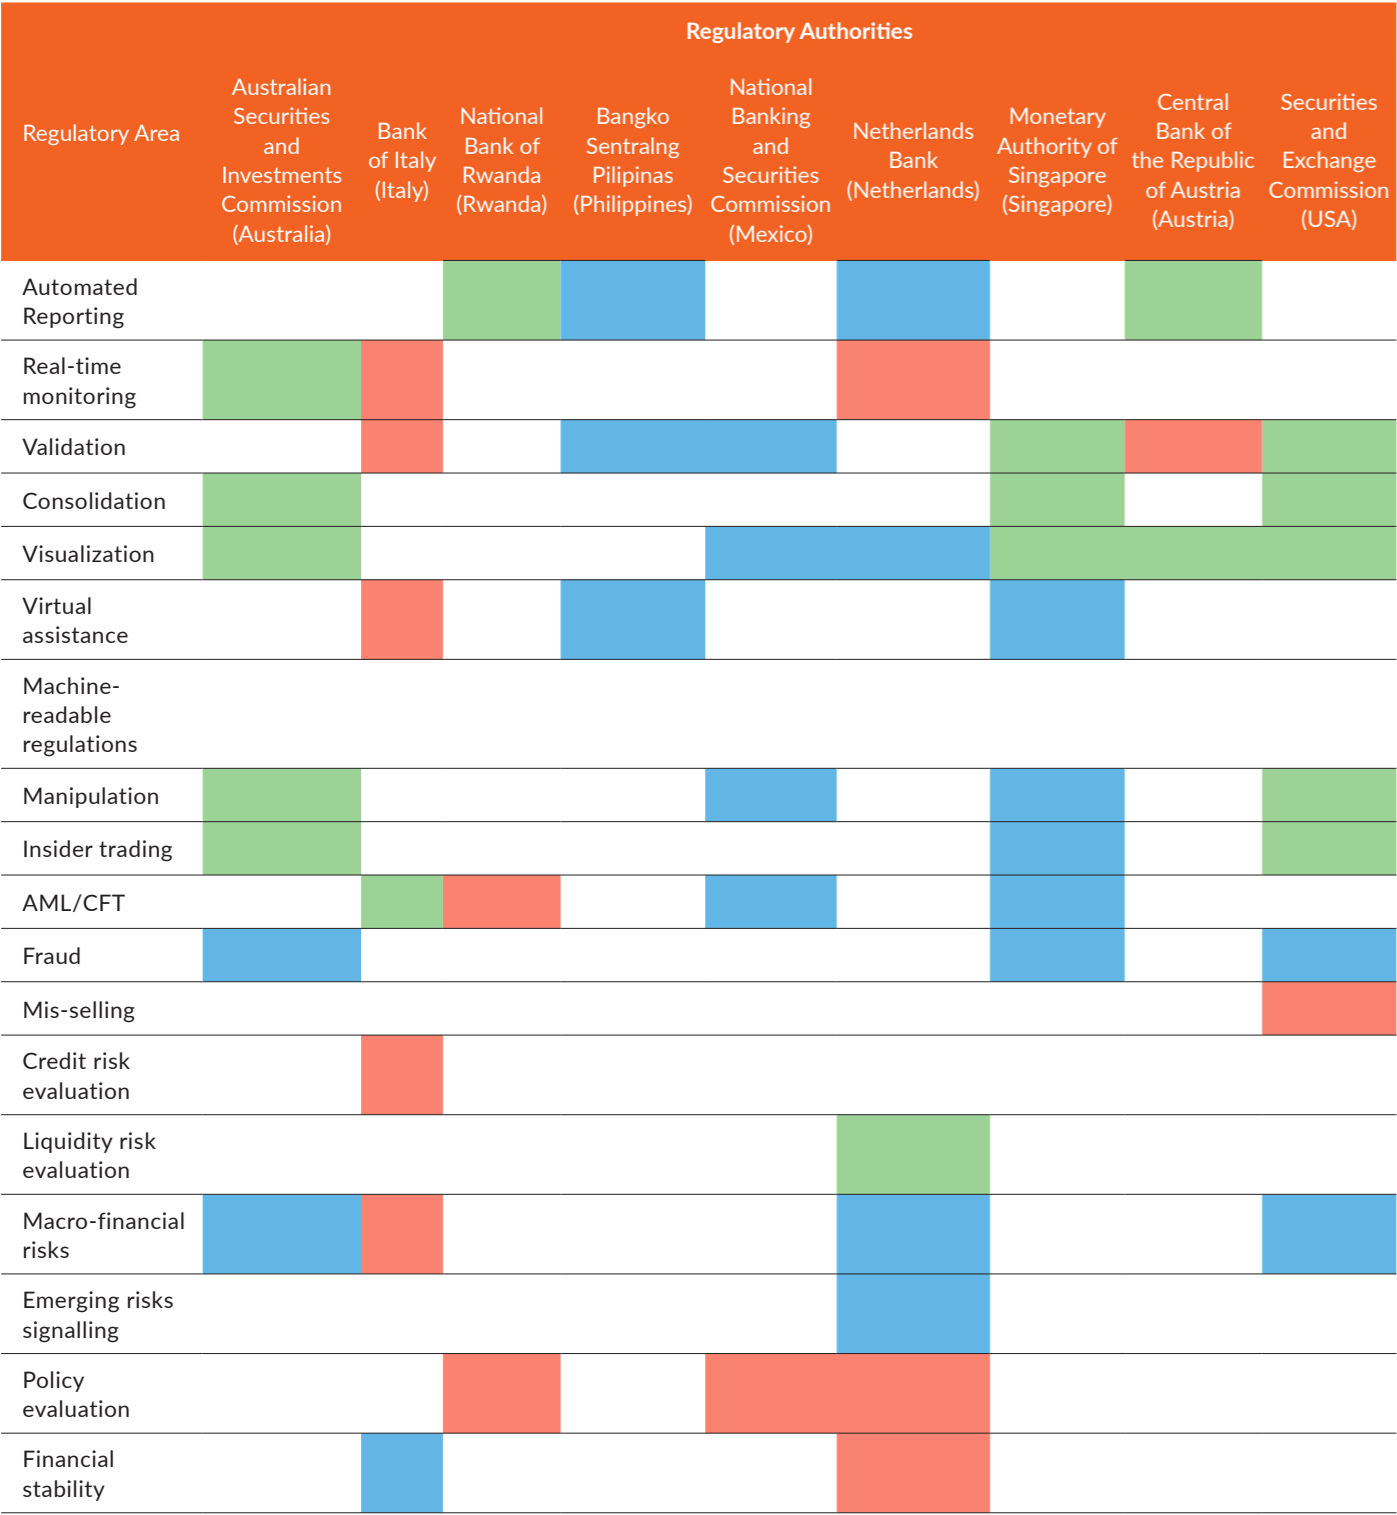 Regulatory Authorities
Regulatory Area
Australian
Securities
and
Investments
Commission
(Australia)
Bank
of Italy
(Italy)
National
Bank of
Rwanda
(Rwanda)
Bangko
Sentralng
Pilipinas
(Philippines)
National
Banking
and
Securities
Commission
(Mexico)
Netherlands
Bank
(Netherlands)
Monetary
Authority of
Singapore
(Singapore)
Central
Bank of
the Republic
of Austria
(Austria)
Securities
and
Exchange
Commission
(USA)
Automated
Reporting
Real-time
monitoring
Validation
Consolidation
Visualization
Virtual
assistance
Machine-
readable
regulations
Manipulation
Insider trading
AML/CFT
Fraud
Mis-selling
Credit risk
evaluation
Liquidity risk
evaluation
Macro-financial
risks
Emerging risks
signalling
Policy
evaluation
Financial
stability